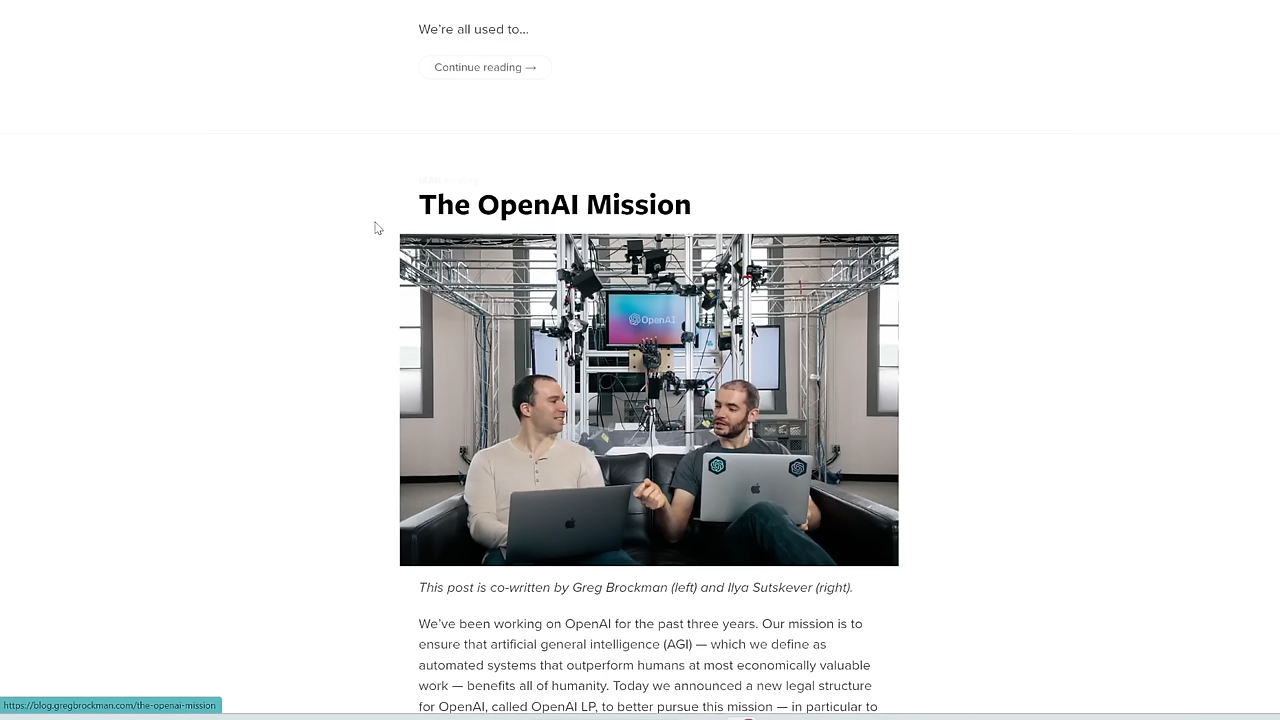 We're all used to...
Continue reading →
The OpenAI Mission
OpenAI
This post is co-written by Greg Brockman (left) and Ilya Sutskever (right).
We've been working on OpenAI for the past three years. Our mission is to
ensure that artificial general intelligence (AGI) — which we define as
automated systems that outperform humans at most economically valuable
work — benefits all of humanity. Today we announced a new legal structure
for OpenAI, called OpenAI LP, to better pursue this mission — in particular to
https://blog.gregbrockman.com/the-openai-mission